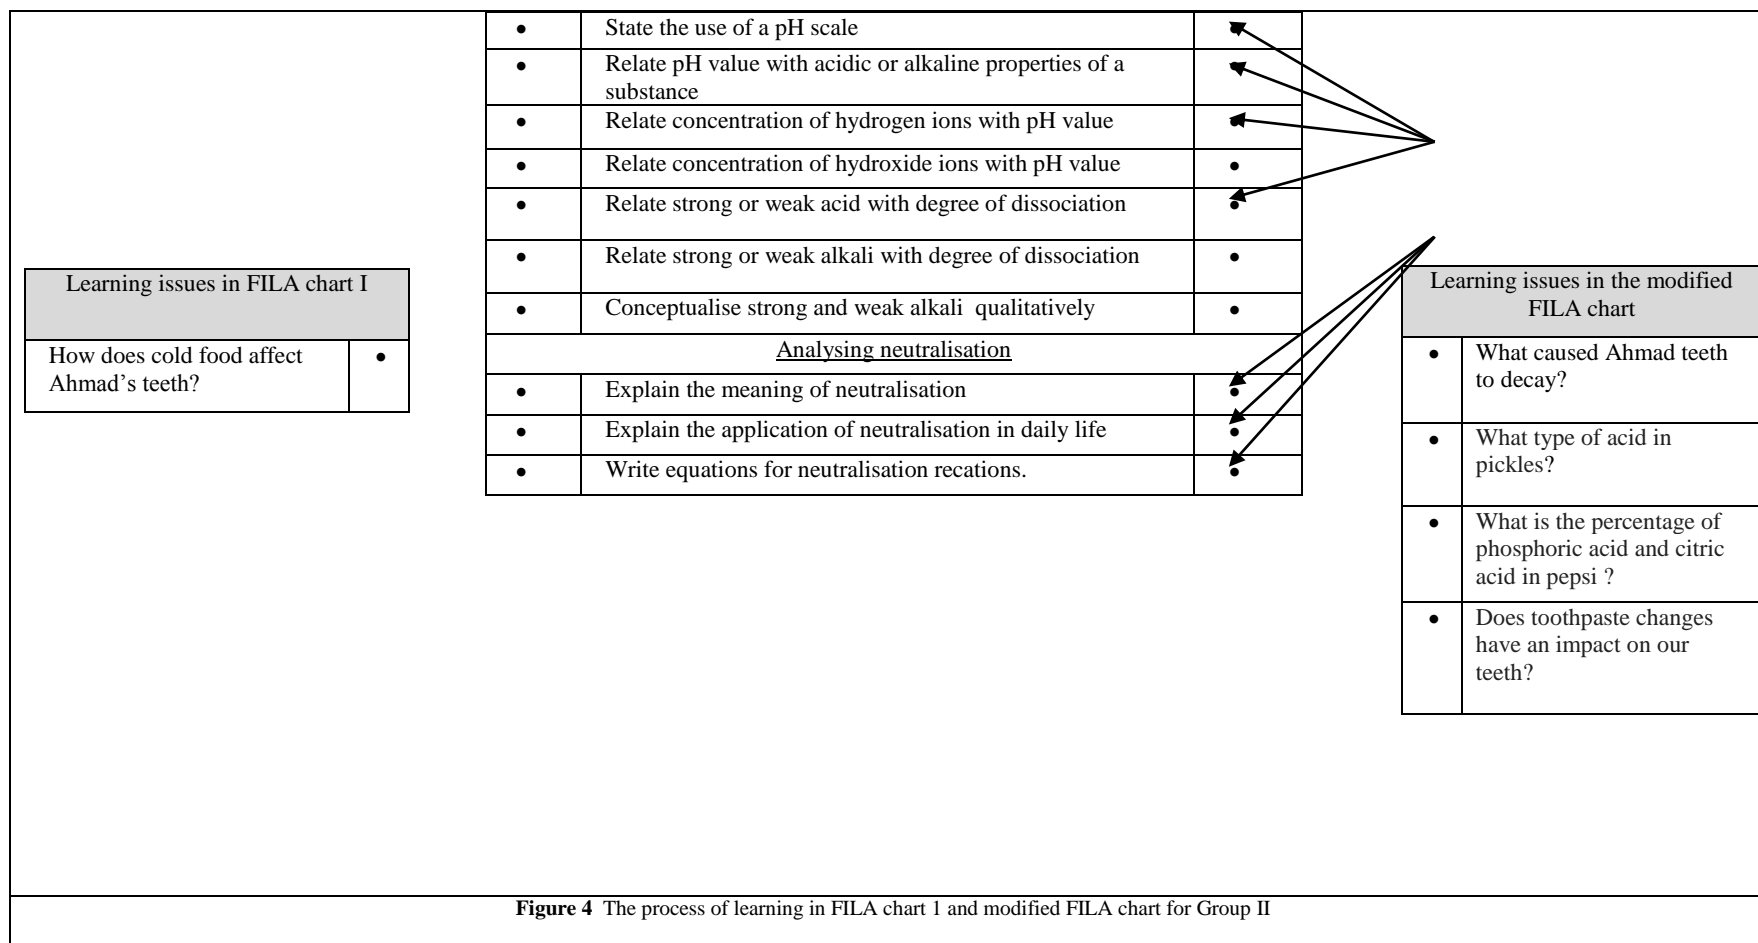 State the use of a pH scale
Relate pH value with acidic or alkaline properties of a
substance
Relate concentration of hydrogen ions with pH value
Relate concentration of hydroxide ions with pH value
Relate strong or weak acid with degree of dissociation
Relate strong or weak alkali with degree of dissociation
Conceptualise strong and weak alkali  qualitatively
Analysing neutralisation
Explain the meaning of neutralisation
Explain the application of neutralisation in daily life
Write equations for neutralisation recations.
Learning issues in FILA chart I
How does cold food affect
Ahmad’s teeth?
Learning issues in the modified
FILA chart
What caused Ahmad teeth
to decay?
What type of acid in
pickles?
What is the percentage of
phosphoric acid and citric
acid in pepsi ?
Does toothpaste changes
have an impact on our
teeth?
Figure 4  The process of learning in FILA chart 1 and modified FILA chart for Group II